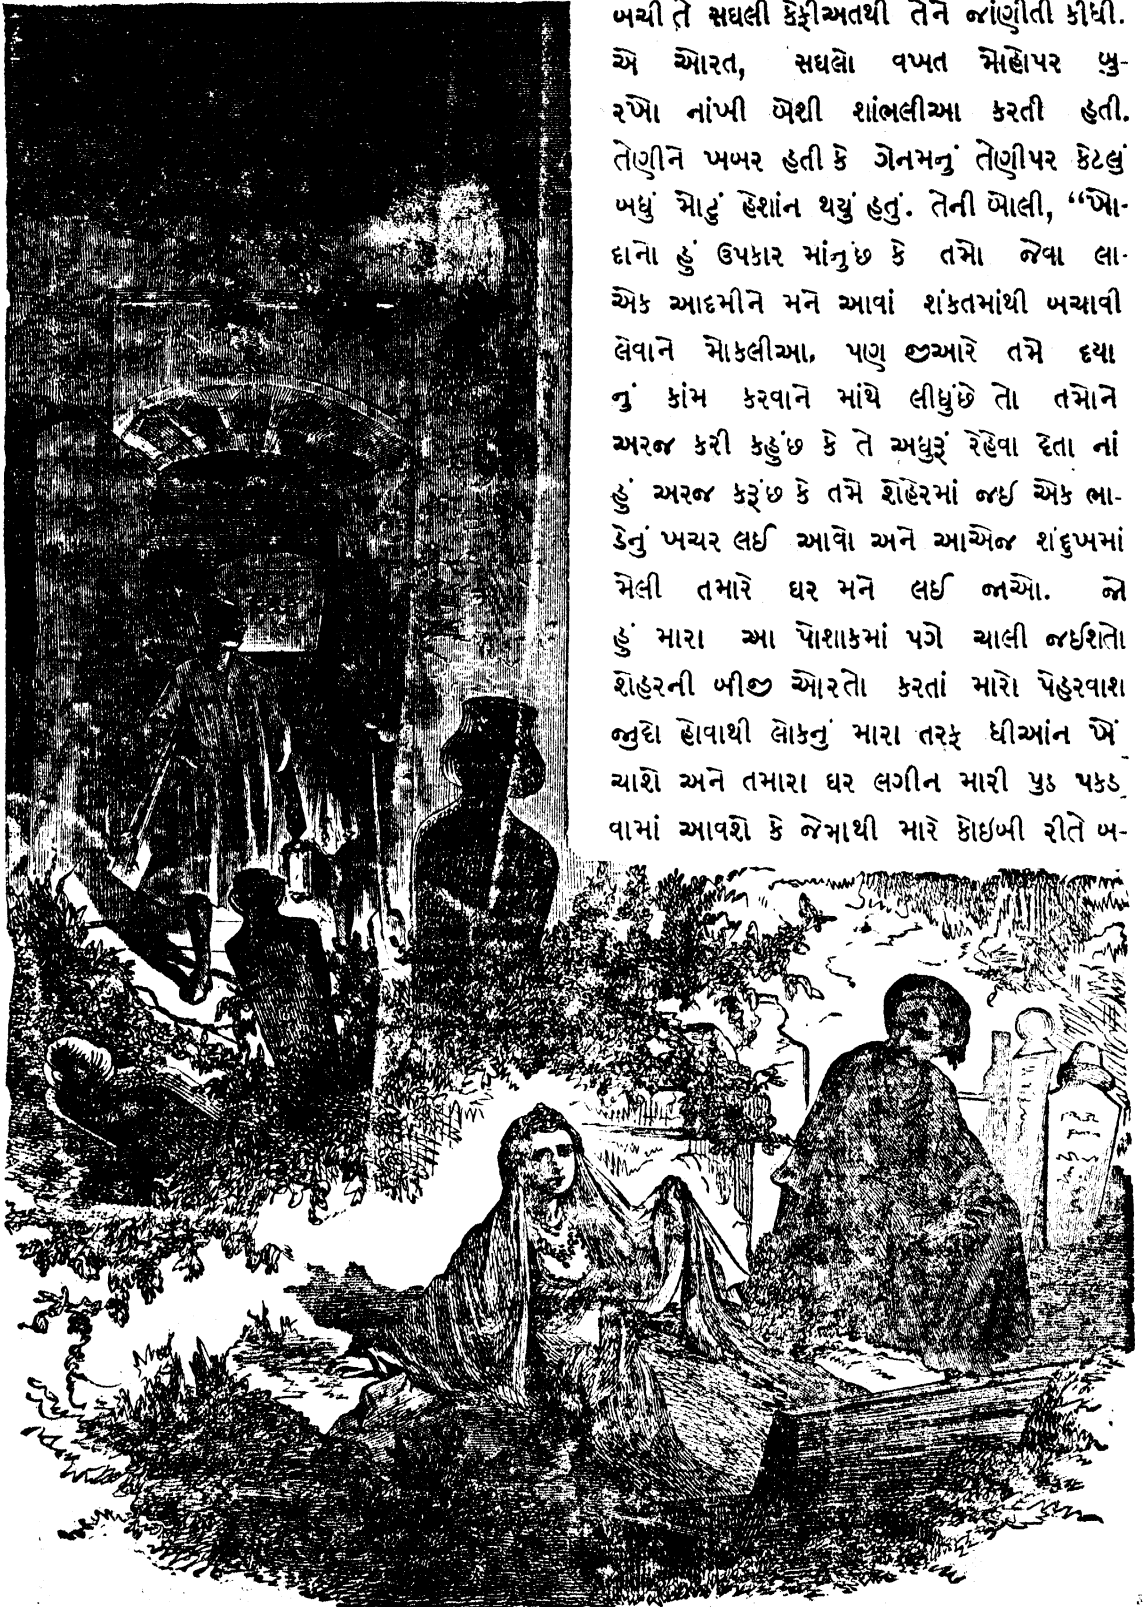 બચી તે સઘલી કેફીઅતથી તેને જાંણીતી કીધી.
એ ઓરત, સઘલો વખત મોહોપર બુ-
રખો નાંખી બેશી શાંભલીઆ કરતી હતી.
તેણીને ખબર હતી કે ગેનમનું તેણીપર કેટલું
બધું મોટું હેશાંન થયું હતું. તેની બોલી, “ખો-
દાનો હું ઉપકાર માંનુંછ કે તમો જેવા લા-
એક આદમીને મને આવાં શંકતમાંથી બચાવી
લેવાને મોકલીઆ. પણ જીઆરે તમે દયા
નું કાંમ કરવાને માંથે લીધુંછે તો તમોને
અરજ કરી કહુંછ કે તે અધુરૂં રેહેવા દેતા નાં
હું અરજ કરૂંછ કે તમે શેહેરમાં જઈ એક ભા-
ડેનું ખચર લઈ આવો અને આએજ શંદુખમાં
મેલી તમારે ઘર મને લઈ જાઓ. જો
હું મારા આ પોશાકમાં પગે ચાલી જઈશતો
શેહરની બીજી ઓરતો કરતાં મારો પેહરવાશ
જુદો હોવાથી લોકનું મારા તરફ ધીઆંન ખેં
ચાશે અને તમારા ઘર લગીન મારી પુઠ પકડ
વામાં આવશે કે જેમાથી મારે કોઇબી રીતે બ-